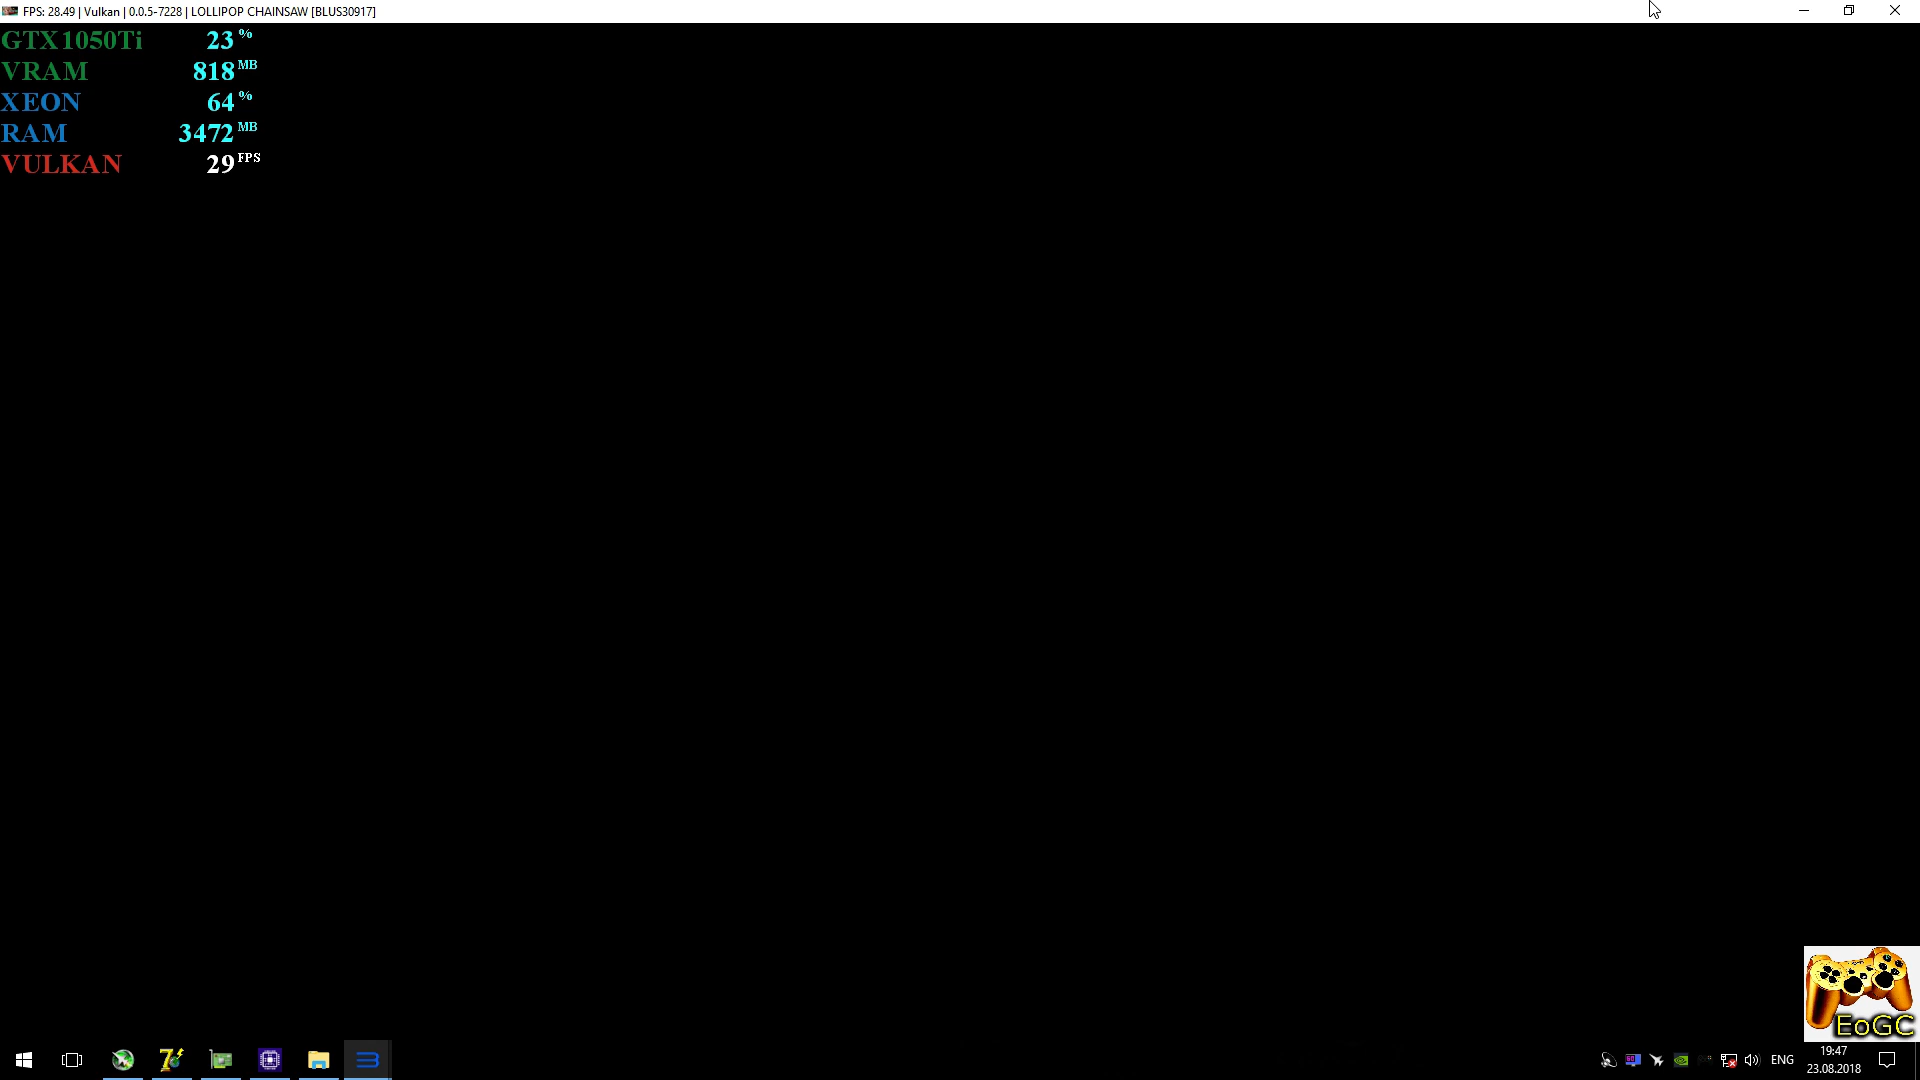 FPS: 28.49 | Vulkan | 0.0.5-7228 | LOLLIPOP CHAINSAW [BLUS30917]
GTX1050Ti 23 %
VRAM 818 MB
XEON 64 %
RAM 3472 MB
VULKAN 29 FPS
EoGC
ENG
19:47
23.08.2018